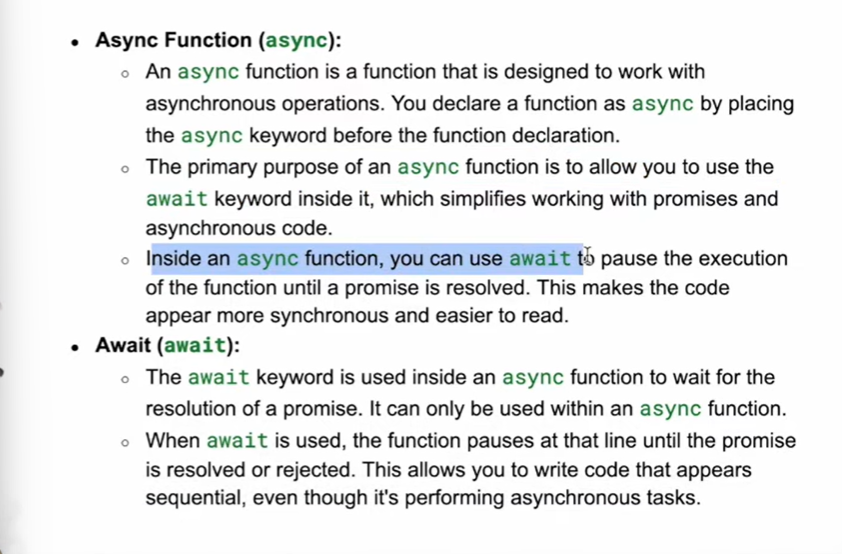 • Async Function (async):
○ An async function is a function that is designed to work with
asynchronous operations. You declare a function as async by placing
the async keyword before the function declaration.
○ The primary purpose of an async function is to allow you to use the
await keyword inside it, which simplifies working with promises and
asynchronous code.
○ Inside an async function, you can use await to pause the execution
of the function until a promise is resolved. This makes the code
appear more synchronous and easier to read.
• Await (await):
○ The await keyword is used inside an async function to wait for the
resolution of a promise. It can only be used within an async function.
○ When await is used, the function pauses at that line until the promise
is resolved or rejected. This allows you to write code that appears
sequential, even though it's performing asynchronous tasks.